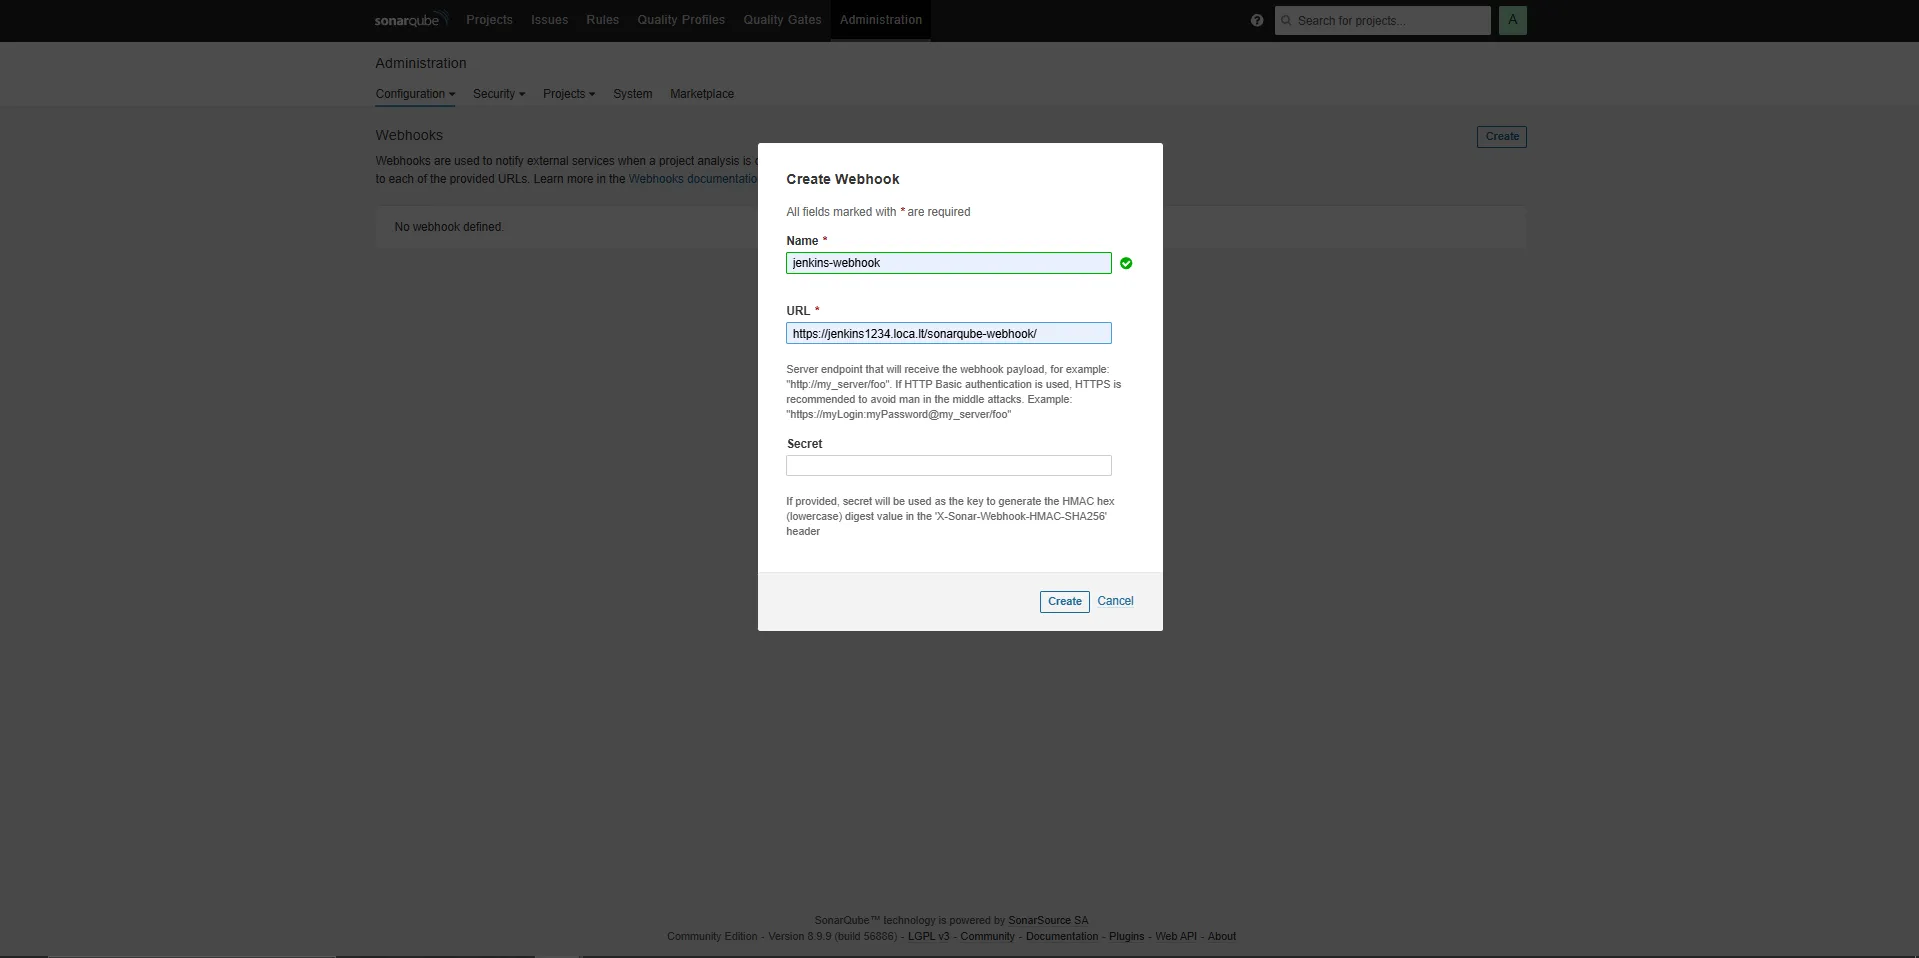 sonarqube Projects Issues Rules Quality Profiles Quality Gates Administration Search for projects... A
Administration
Configuration Security Projects System Marketplace
Webhooks
Create
Webhooks are used to notify external services when a project analysis is
to each of the provided URLs. Learn more in the Webhooks documentatio
No webhook defined.
Create Webhook
All fields marked with * are required
Name *
jenkins-webhook
URL *
https://jenkins1234.loca.lt/sonarqube-webhook/
Server endpoint that will receive the webhook payload, for example:
"http://my_server/foo". If HTTP Basic authentication is used, HTTPS is
recommended to avoid man in the middle attacks. Example:
"https://myLogin:myPassword@my_server/foo"
Secret
If provided, secret will be used as the key to generate the HMAC hex
(lowercase) digest value in the 'X-Sonar-Webhook-HMAC-SHA256'
header
Create Cancel
SonarQube™ technology is powered by SonarSource SA
Community Edition - Version 8.9.9 (build 56886) - LGPL v3 - Community - Documentation - Plugins - Web API - About